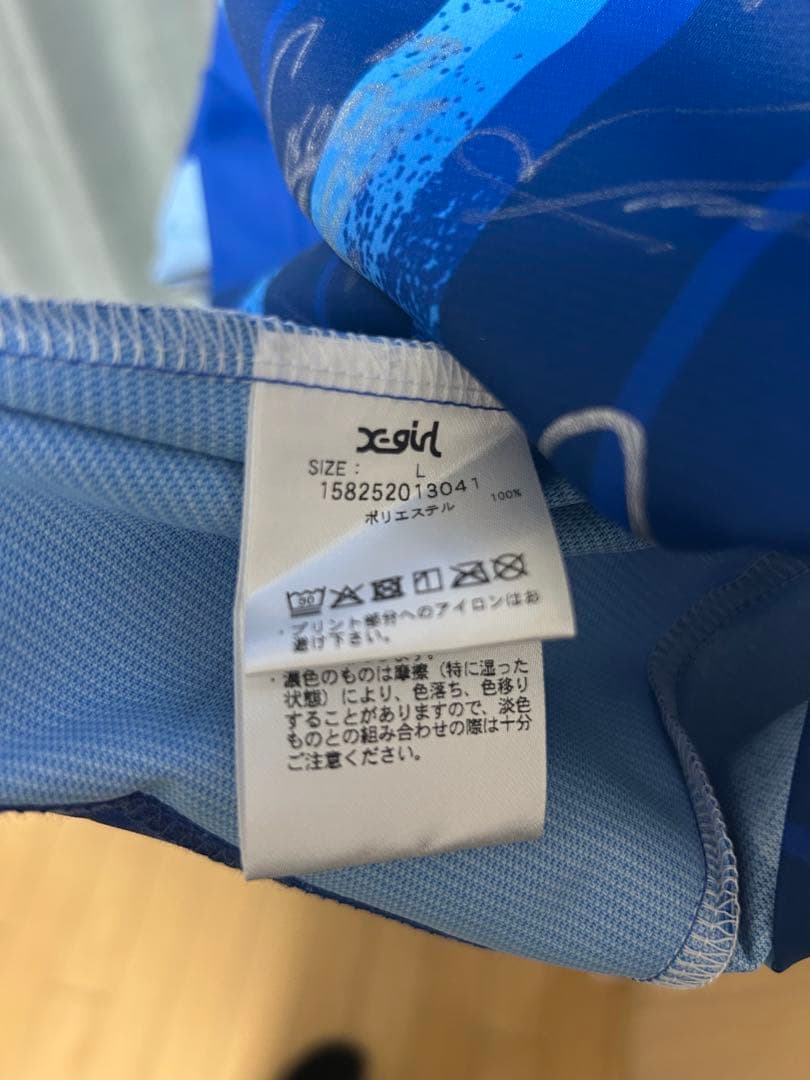 X-girl
SIZE : L
158252013041
ポリエステル 100%
30
・プリント部分へのアイロンはお
避け下さい。
ます。
・濃色のものは摩擦（特に湿った
状態）により、色落ち、色移り
することがありますので、淡色
ものとの組み合わせの際は十分
ご注意ください。